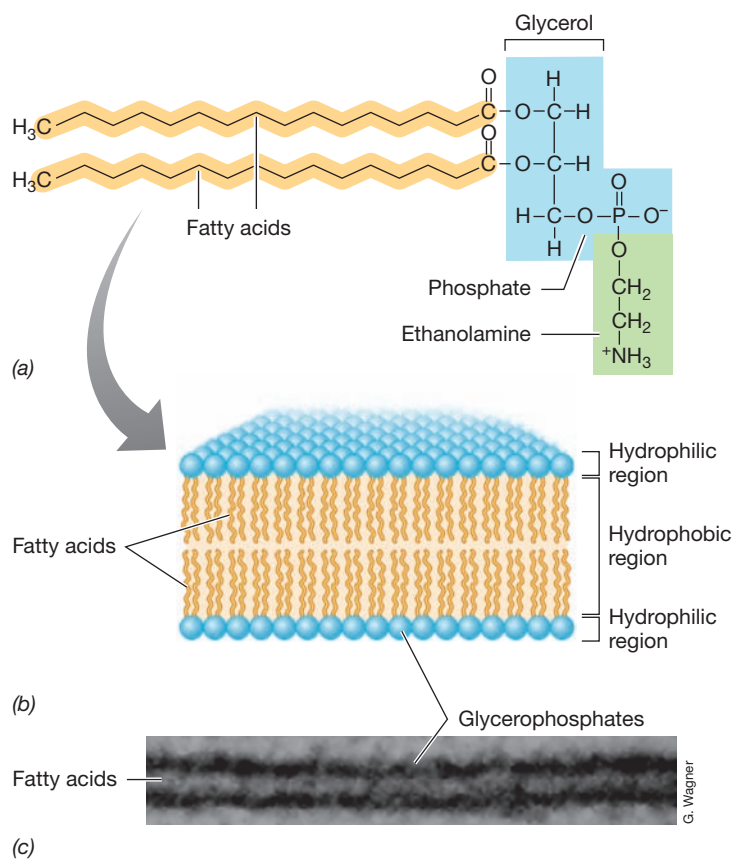 Glycerol
O H
H₃C C–O–C–H
O
H₃C C–O–C–H
O
H–C–O–P–O⁻
Fatty acids
H O
Phosphate
CH₂
Ethanolamine
CH₂
⁺NH₃
(a)
Hydrophilic
region
Fatty acids
Hydrophobic
region
Hydrophilic
region
(b)
Glycerophosphates
Fatty acids
G. Wagner
(c)